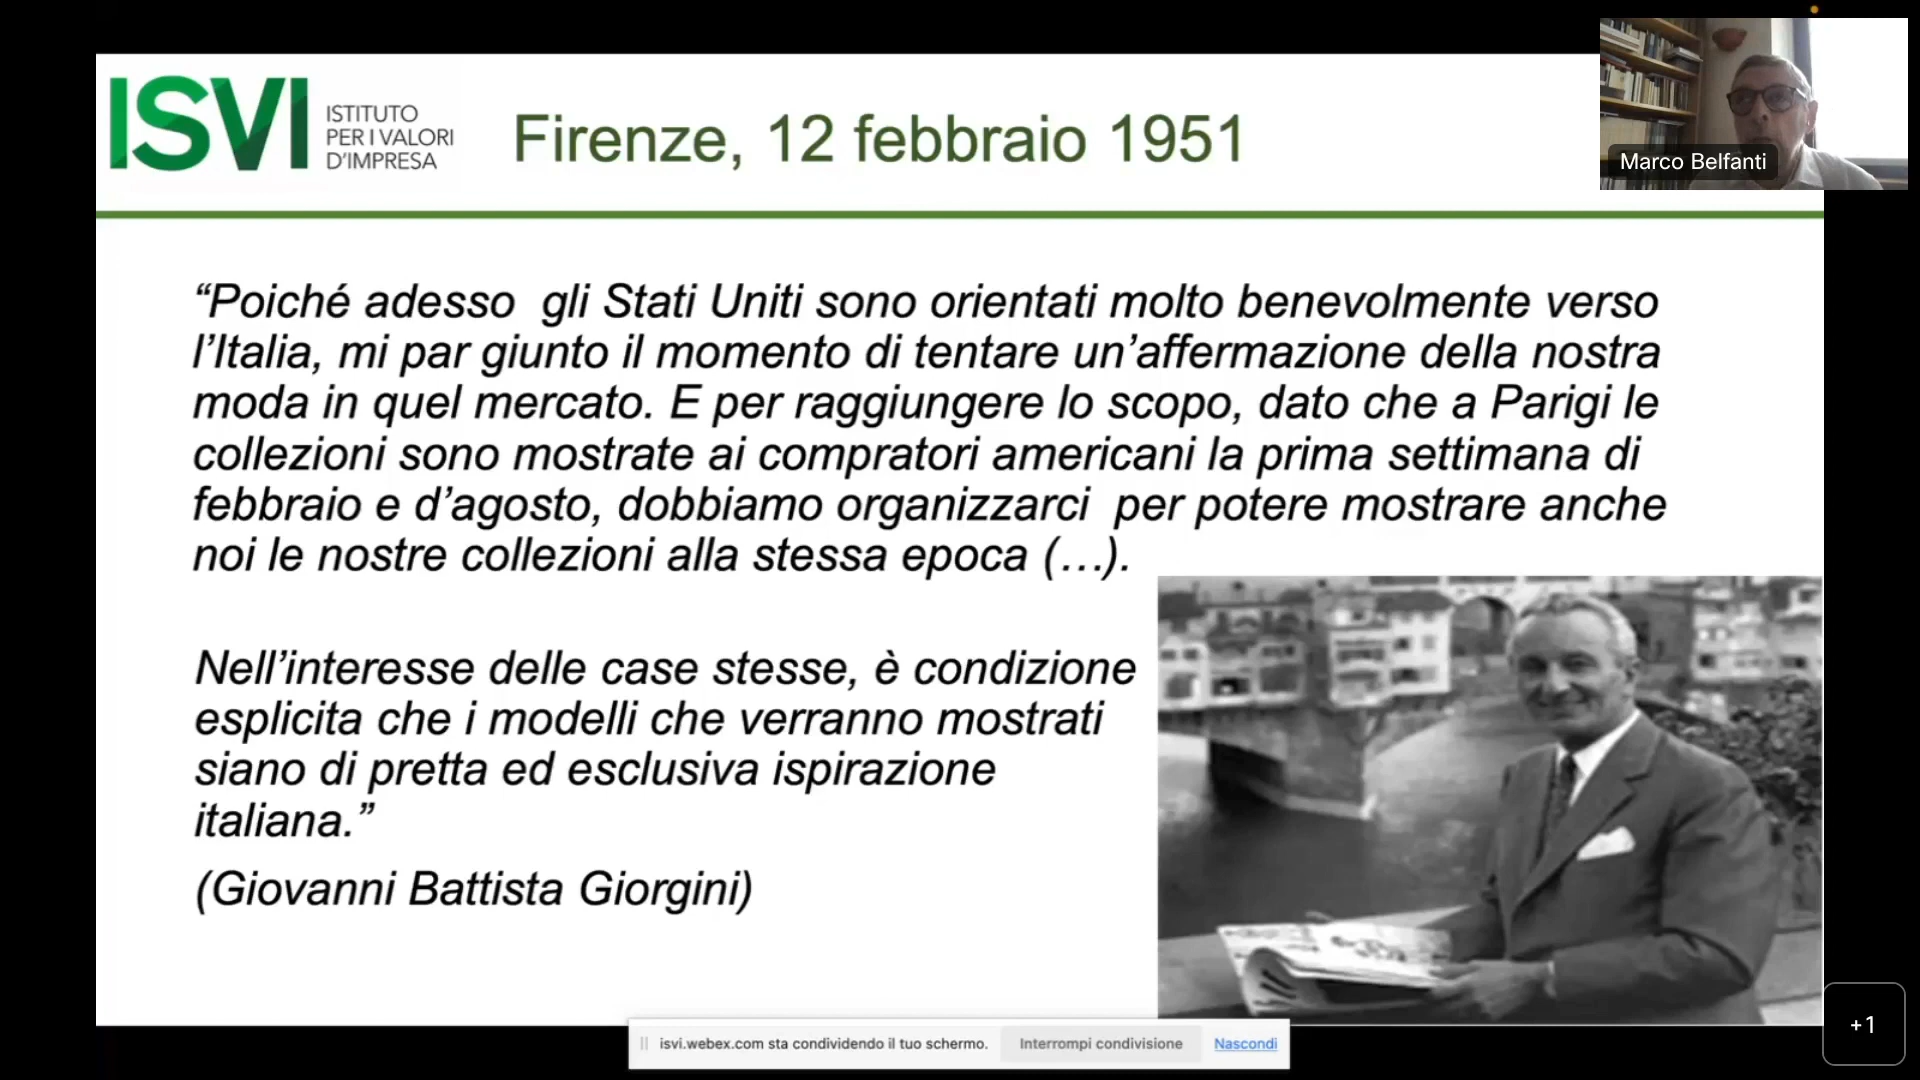 ISVI
ISTITUTO
PER I VALORI
D'IMPRESA
Firenze, 12 febbraio 1951
Marco Belfanti
“Poiché adesso gli Stati Uniti sono orientati molto benevolmente verso
l’Italia, mi par giunto il momento di tentare un’affermazione della nostra
moda in quel mercato. E per raggiungere lo scopo, dato che a Parigi le
collezioni sono mostrate ai compratori americani la prima settimana di
febbraio e d’agosto, dobbiamo organizzarci per potere mostrare anche
noi le nostre collezioni alla stessa epoca (…).
Nell’interesse delle case stesse, è condizione
esplicita che i modelli che verranno mostrati
siano di pretta ed esclusiva ispirazione
italiana.”
(Giovanni Battista Giorgini)
isvi.webex.com sta condividendo il tuo schermo. Interrompi condivisione Nascondi
+1